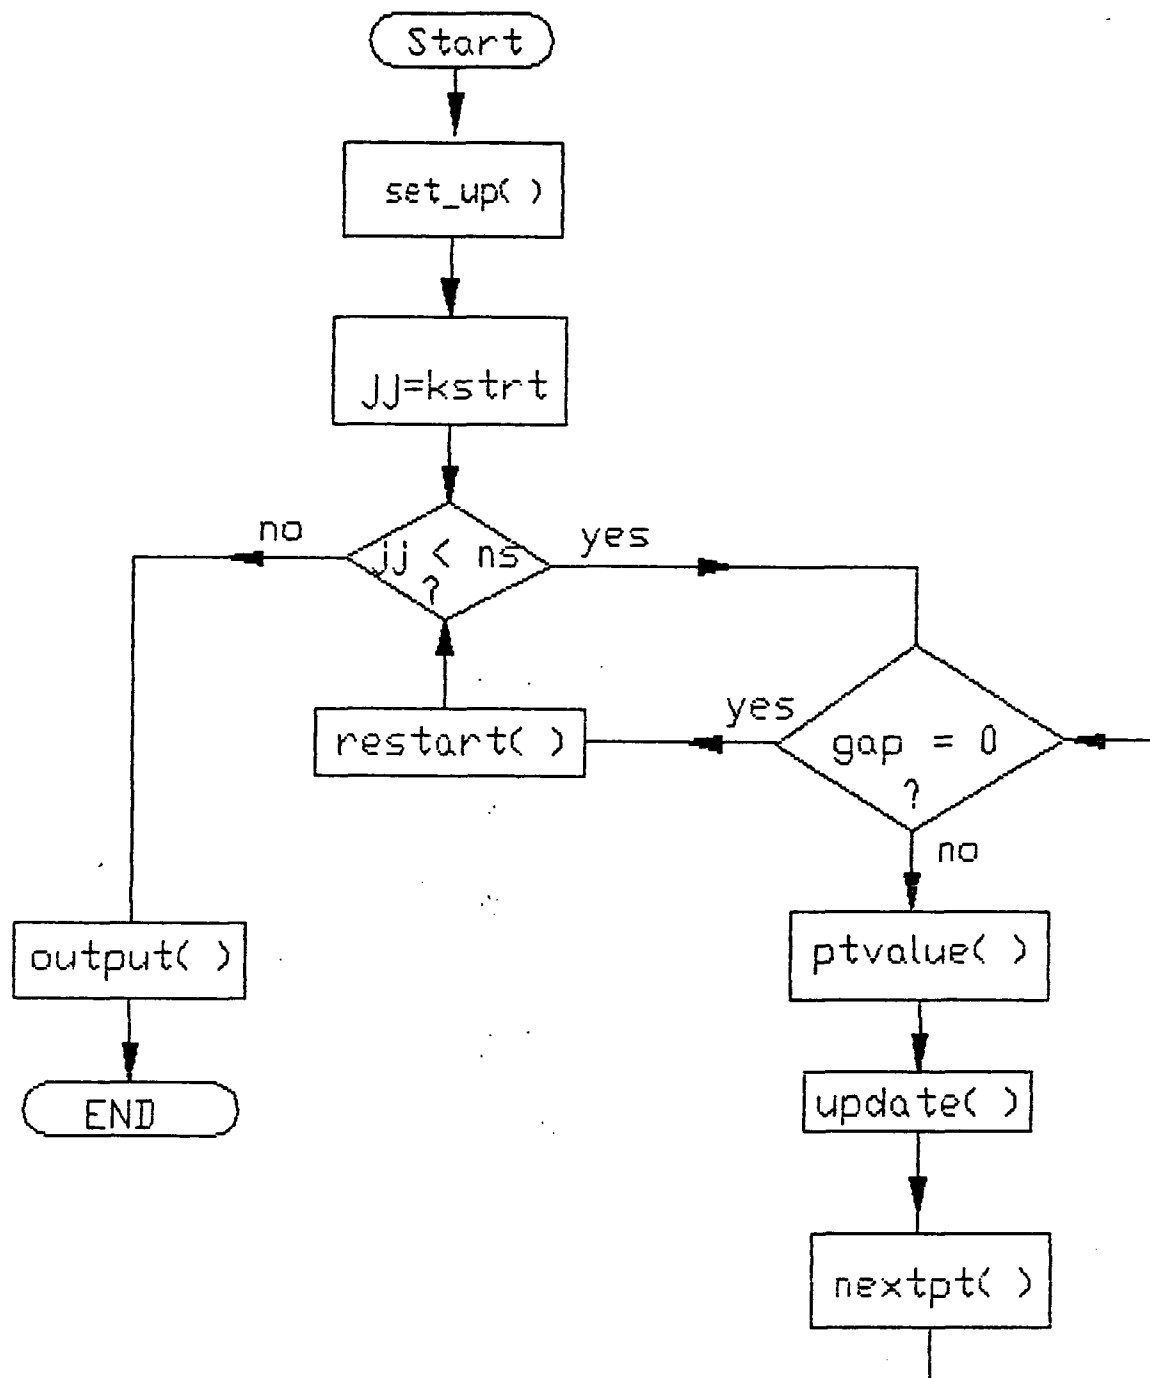 Start
set_up( )
jj=kstrt
no
jj < ns
?
yes
restart( )
yes
gap = 0
?
no
output( )
ptvalue( )
END
update( )
nextpt( )